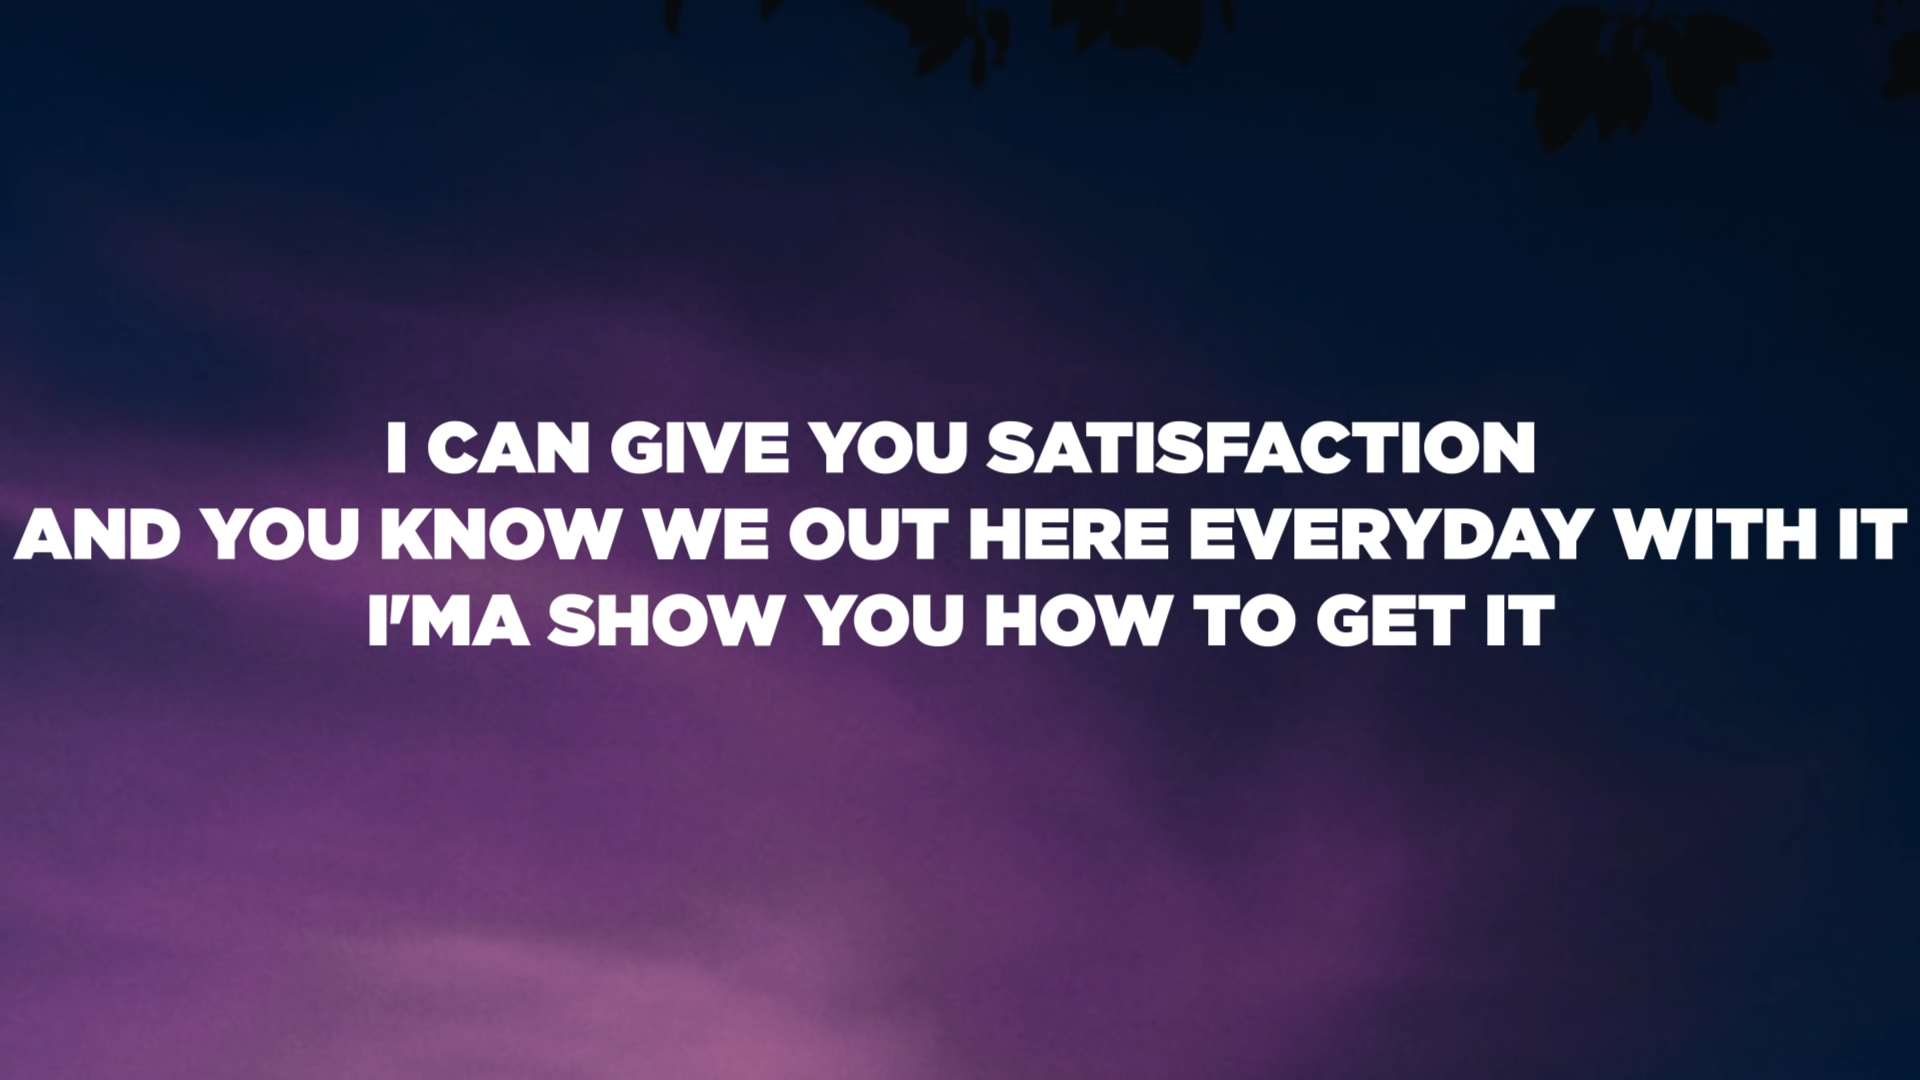 I CAN GIVE YOU SATISFACTION
AND YOU KNOW WE OUT HERE EVERYDAY WITH IT
I'MA SHOW YOU HOW TO GET IT